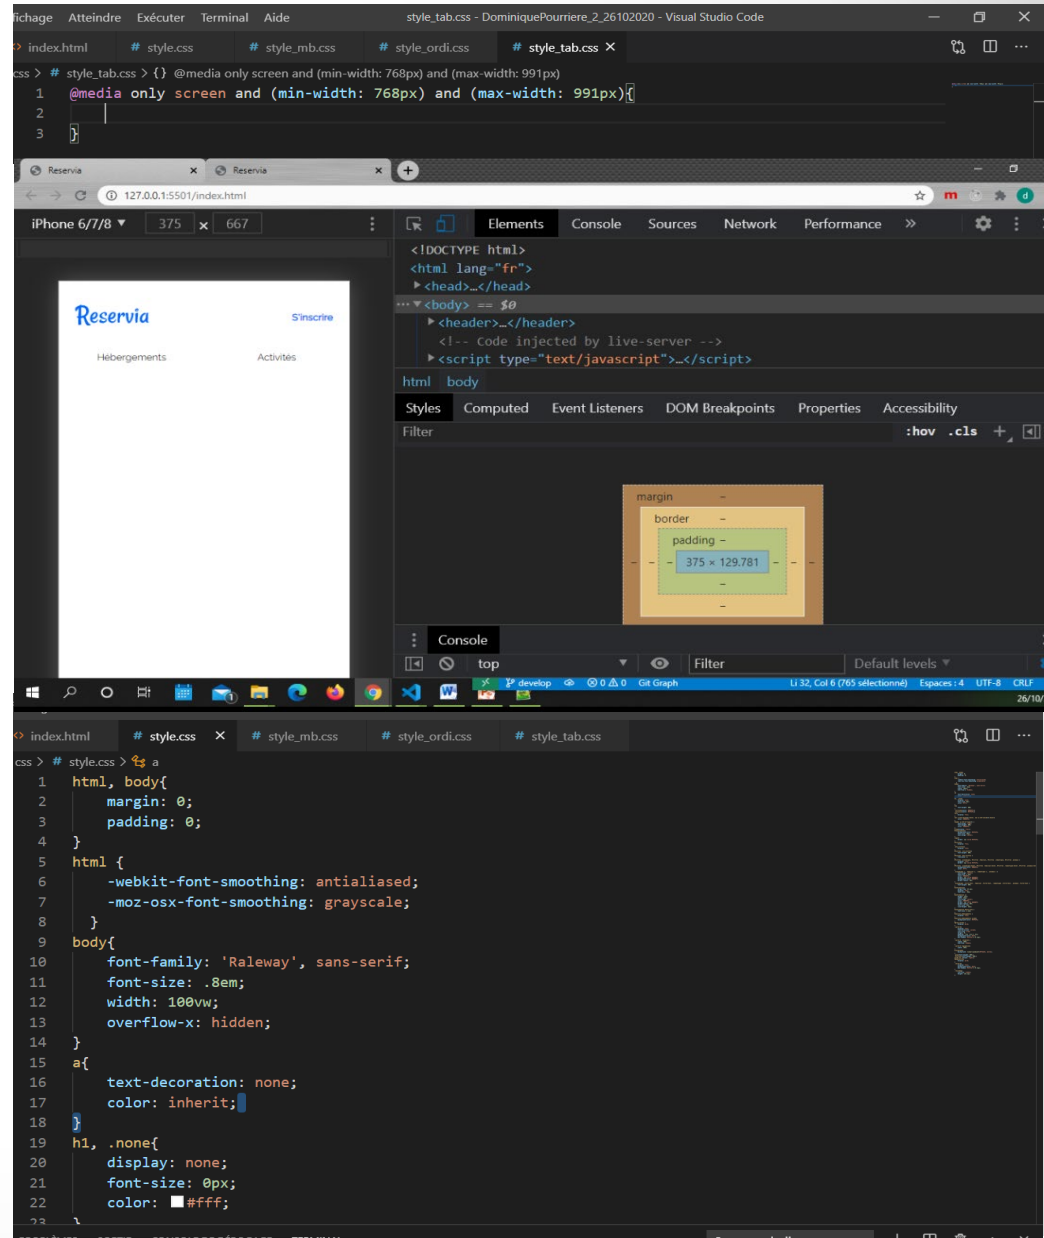 fichage Atteindre Exécuter Terminal Aide style_tab.css - DominiquePourriere_2_26102020 - Visual Studio Code
index.html # style.css # style_mb.css # style_ordi.css # style_tab.css ×
css > # style_tab.css > {} @media only screen and (min-width: 768px) and (max-width: 991px)
1 @media only screen and (min-width: 768px) and (max-width: 991px){
2
3 }
Reservia × Reservia × +
127.0.0.1:5501/index.html m d
iPhone 6/7/8 ▼ 375 × 667 Elements Console Sources Network Performance »
<!DOCTYPE html>
<html lang="fr">
▶<head>…</head>
··· ▼<body> == $0
▶<header>…</header>
<!-- Code injected by live-server -->
▶<script type="text/javascript">…</script>
Reservia S'inscrire
Hébergements Activités
html body
Styles Computed Event Listeners DOM Breakpoints Properties Accessibility
Filter :hov .cls +
margin –
border –
padding –
– – – 375 × 129.781 – – –
–
–
Console
top ▼ Filter Default levels ▼
develop 0 0 Git Graph Li 32, Col 6 (765 sélectionné) Espaces : 4 UTF-8 CRLF
26/10/
index.html # style.css × # style_mb.css # style_ordi.css # style_tab.css
css > # style.css > a
1 html, body{
2 margin: 0;
3 padding: 0;
4 }
5 html {
6 -webkit-font-smoothing: antialiased;
7 -moz-osx-font-smoothing: grayscale;
8 }
9 body{
10 font-family: 'Raleway', sans-serif;
11 font-size: .8em;
12 width: 100vw;
13 overflow-x: hidden;
14 }
15 a{
16 text-decoration: none;
17 color: inherit;
18 }
19 h1, .none{
20 display: none;
21 font-size: 0px;
22 color: #fff;
23 }